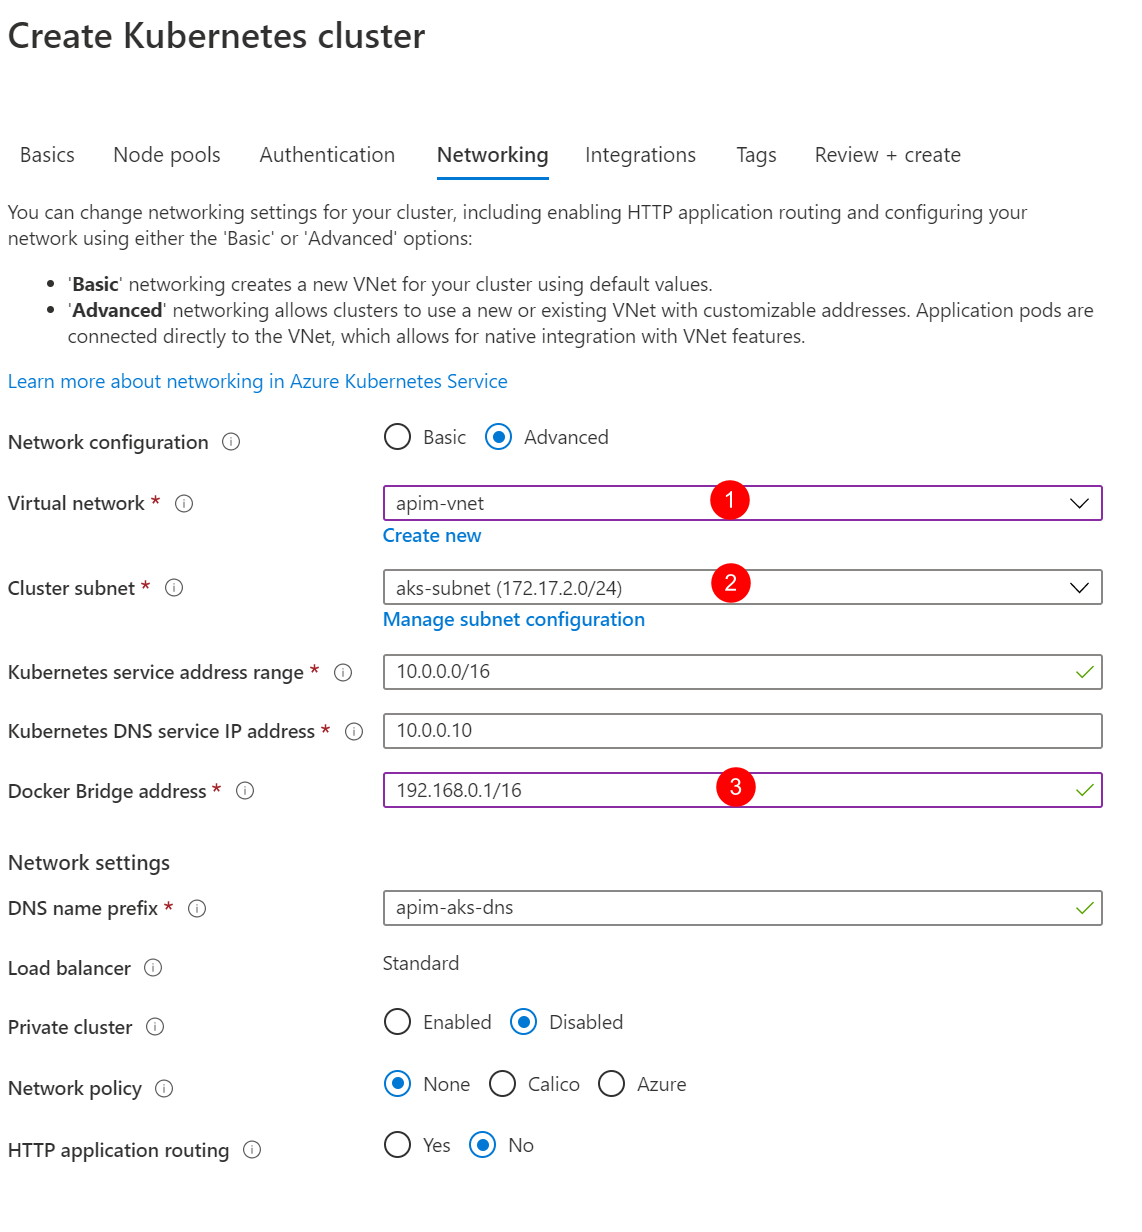 Create Kubernetes cluster
Basics Node pools Authentication Networking Integrations Tags Review + create
You can change networking settings for your cluster, including enabling HTTP application routing and configuring your
network using either the 'Basic' or 'Advanced' options:
• 'Basic' networking creates a new VNet for your cluster using default values.
• 'Advanced' networking allows clusters to use a new or existing VNet with customizable addresses. Application pods are
connected directly to the VNet, which allows for native integration with VNet features.
Learn more about networking in Azure Kubernetes Service
Network configuration Basic Advanced
Virtual network * apim-vnet 1
Create new
Cluster subnet * aks-subnet (172.17.2.0/24) 2
Manage subnet configuration
Kubernetes service address range * 10.0.0.0/16
Kubernetes DNS service IP address * 10.0.0.10
Docker Bridge address * 192.168.0.1/16 3
Network settings
DNS name prefix * apim-aks-dns
Load balancer Standard
Private cluster Enabled Disabled
Network policy None Calico Azure
HTTP application routing Yes No